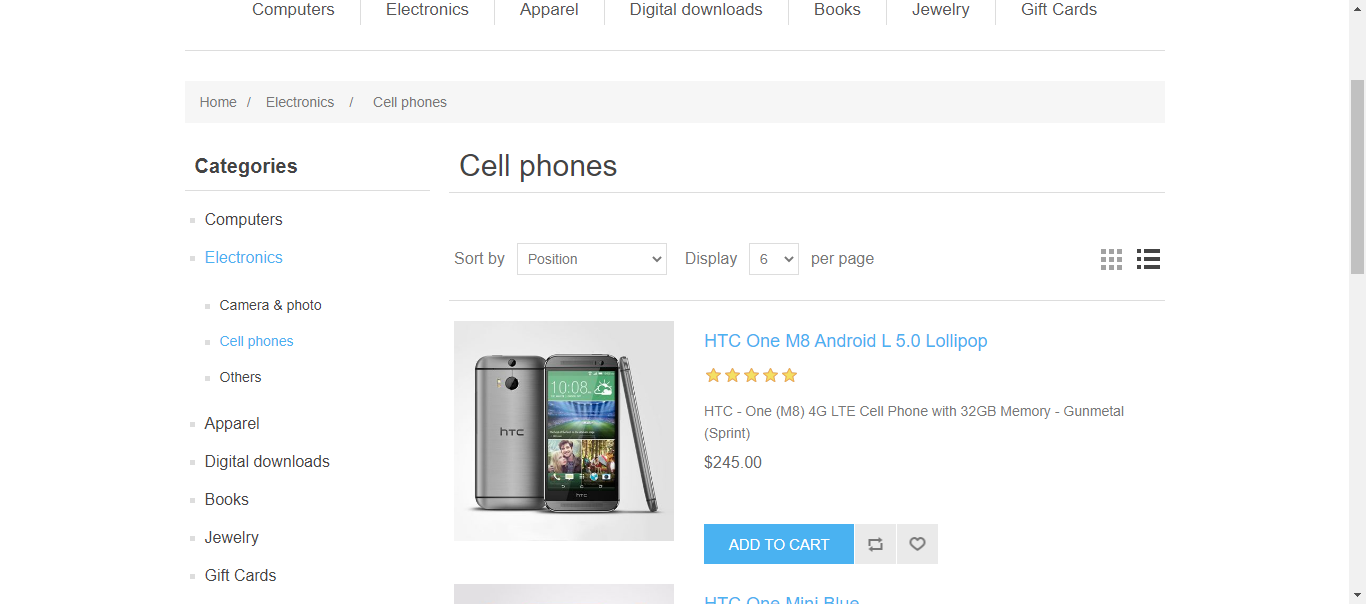 Computers Electronics Apparel Digital downloads Books Jewelry Gift Cards
Home / Electronics / Cell phones
Categories
Computers
Electronics
Camera & photo
Cell phones
Others
Apparel
Digital downloads
Books
Jewelry
Gift Cards
Cell phones
Sort by Position Display 6 per page
hTC
10:08
hTC
HTC One M8 Android L 5.0 Lollipop
HTC - One (M8) 4G LTE Cell Phone with 32GB Memory - Gunmetal
(Sprint)
$245.00
ADD TO CART
HTC One Mini Blue